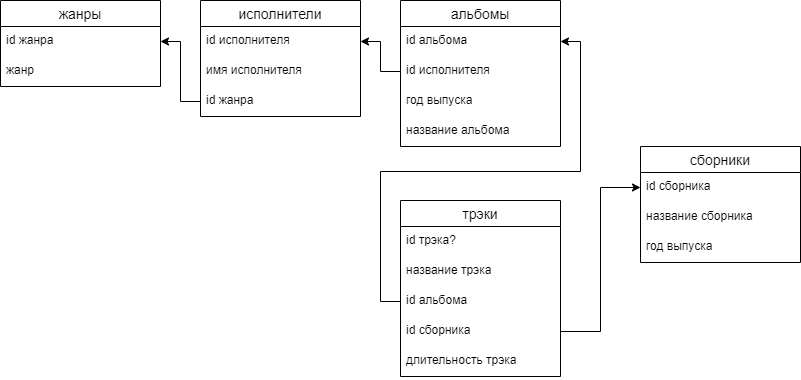 жанры
id жанра
жанр
исполнители
id исполнителя
имя исполнителя
id жанра
альбомы
id альбома
id исполнителя
год выпуска
название альбома
сборники
id сборника
название сборника
год выпуска
трэки
id трэка?
название трэка
id альбома
id сборника
длительность трэка